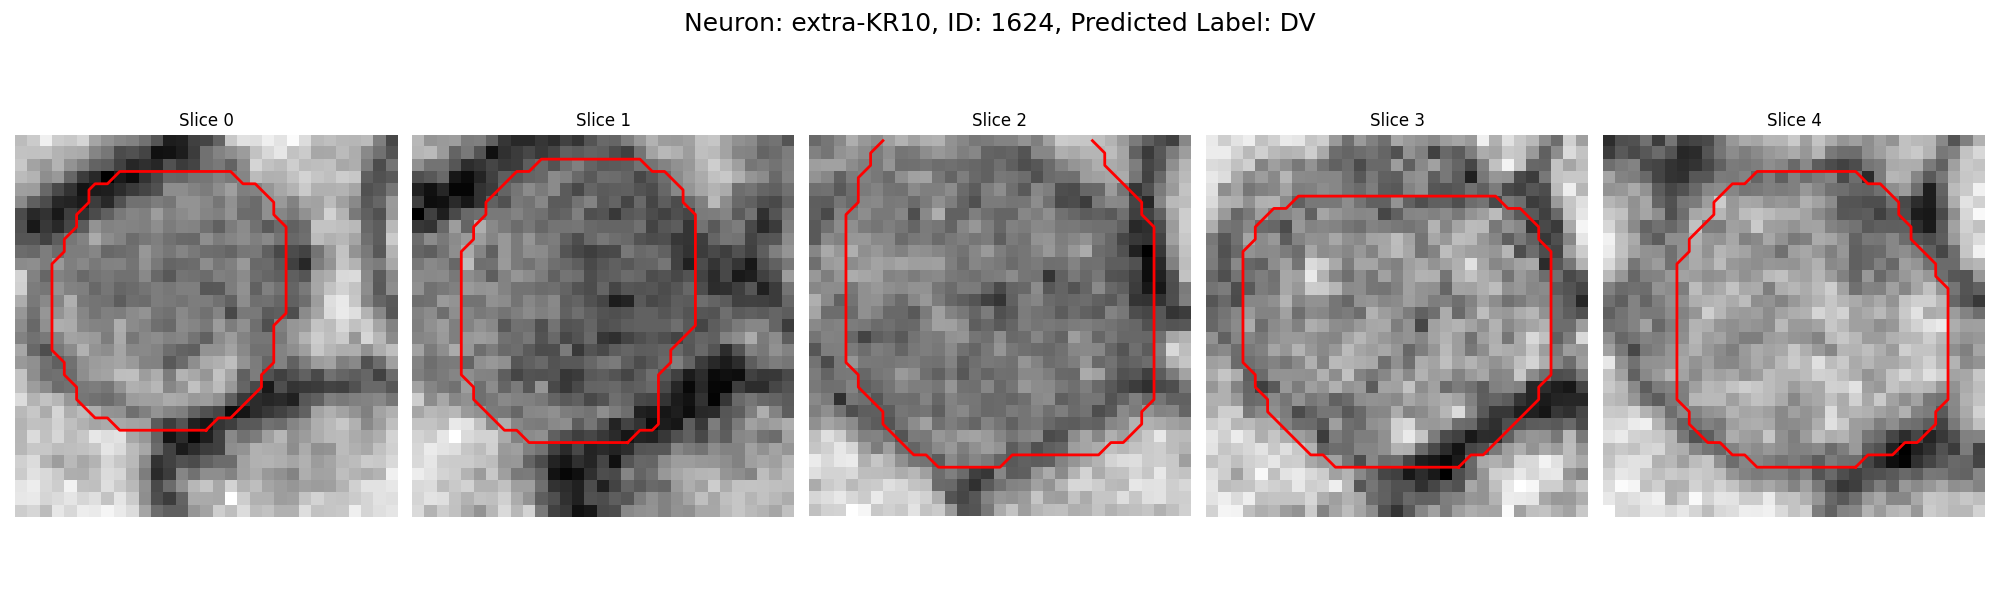 Neuron: extra-KR10, ID: 1624, Predicted Label: DV
Slice 0
Slice 1
Slice 2
Slice 3
Slice 4